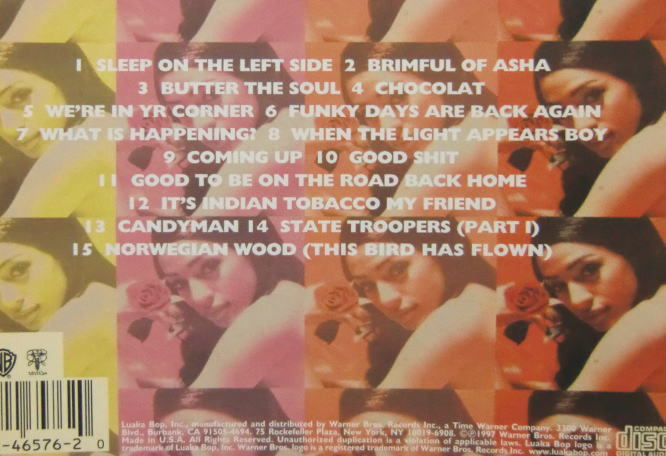 1 SLEEP ON THE LEFT SIDE 2 BRIMFUL OF ASHA
3 BUTTER THE SOUL 4 CHOCOLAT
5 WE'RE IN YR CORNER 6 FUNKY DAYS ARE BACK AGAIN
7 WHAT IS HAPPENING? 8 WHEN THE LIGHT APPEARS BOY
9 COMING UP 10 GOOD SHIT
11 GOOD TO BE ON THE ROAD BACK HOME
12 IT'S INDIAN TOBACCO MY FRIEND
13 CANDYMAN 14 STATE TROOPERS (PART I)
15 NORWEGIAN WOOD (THIS BIRD HAS FLOWN)
WB
-46576-2 0
Luaka Bop, Inc., manufactured and distributed by Warner Bros. Records Inc., a Time Warner Company. 3300 Warner
Blvd., Burbank, CA 91505-4694. 75 Rockefeller Plaza, New York, NY 10019-6908. ©℗1997 Warner Bros. Records Inc.
Made in U.S.A. All Rights Reserved. Unauthorized duplication is a violation of applicable laws. Luaka Bop logo is a
trademark of Luaka Bop, Inc. Warner Bros. logo is a registered trademark of Warner Bros. Records Inc. www.luakabop.com
COMPA
disc
DIGITAL AUD